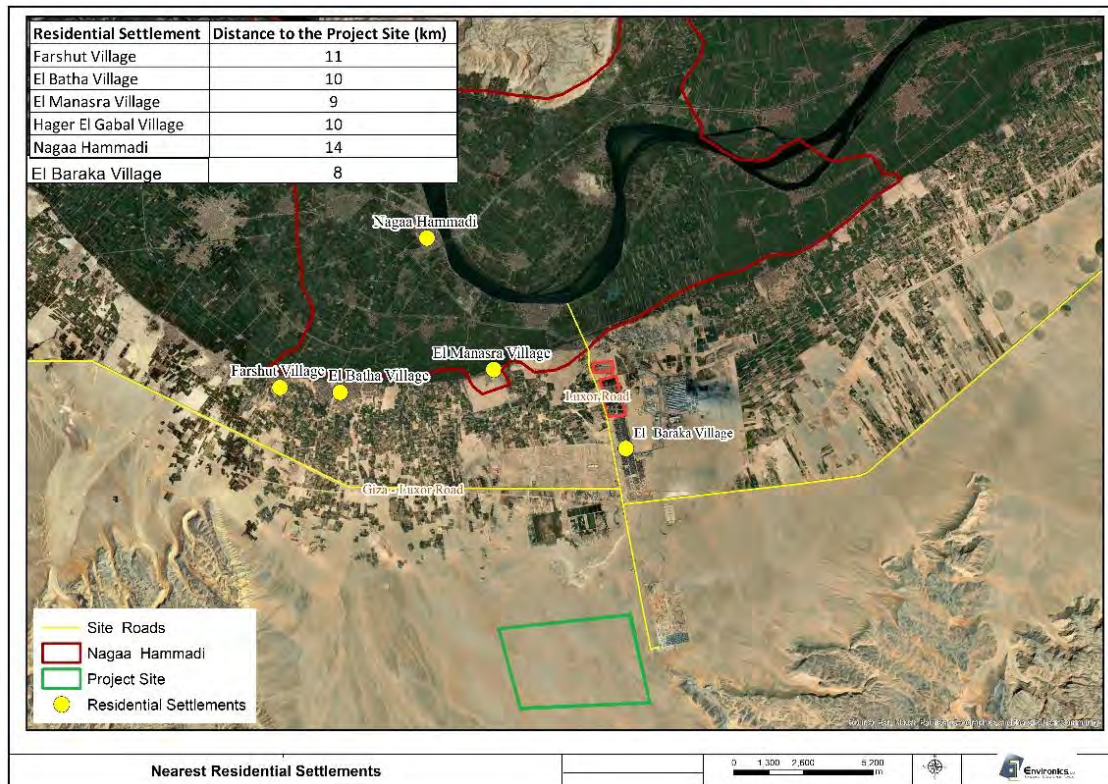 Residential Settlement Distance to the Project Site (km)
Farshut Village 11
El Batha Village 10
El Manasra Village 9
Hager El Gabal Village 10
Nagaa Hammadi 14
El Baraka Village 8
Nagaa Hammadi
El Manasra Village
Farshut Village
El Batha Village
Luxor Road
El Baraka Village
Giza - Luxor Road
Site Roads
Nagaa Hammadi
Project Site
Residential Settlements
Nearest Residential Settlements
0 1,300 2,600 5,200
m
Environics